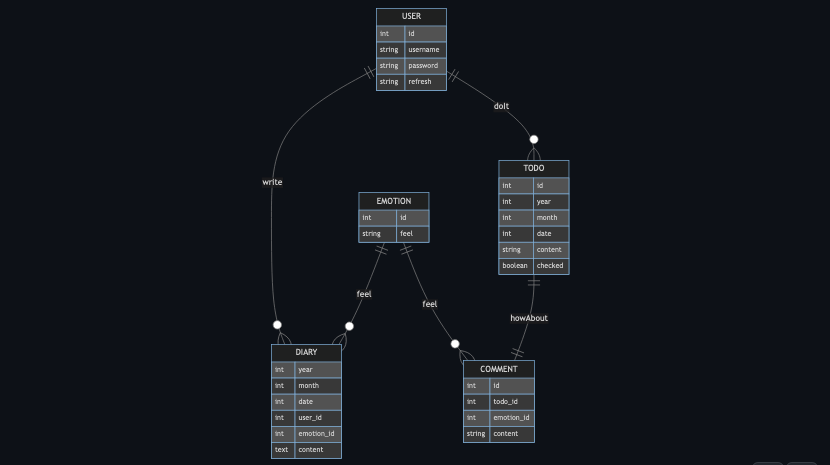 USER
int id
string username
string password
string refresh
doIt
write
TODO
int id
int year
int month
int date
string content
boolean checked
EMOTION
int id
string feel
feel
feel
howAbout
DIARY
int year
int month
int date
int user_id
int emotion_id
text content
COMMENT
int id
int todo_id
int emotion_id
string content